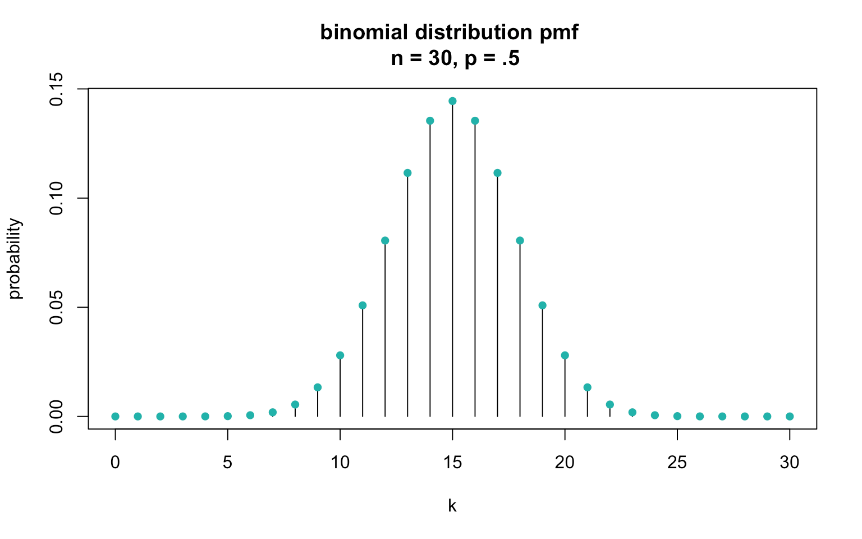 binomial distribution pmf
n = 30, p = .5
0.15
0.10
0.05
0.00
probability
0 5 10 15 20 25 30
k